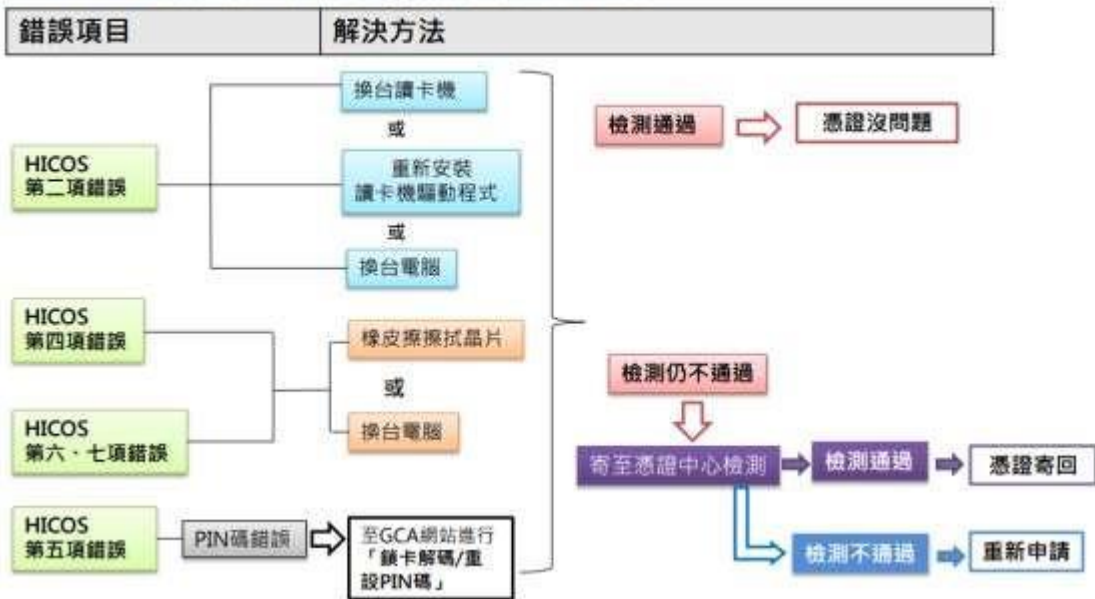 錯誤項目
解決方法
HICOS
第二項錯誤
換台讀卡機
或
重新安裝
讀卡機驅動程式
或
換台電腦
HICOS
第四項錯誤
HICOS
第六、七項錯誤
橡皮擦擦拭晶片
或
換台電腦
HICOS
第五項錯誤
PIN碼錯誤
至GCA網站進行
「鎖卡解碼/重
設PIN碼」
檢測通過
憑證沒問題
檢測仍不通過
寄至憑證中心檢測
檢測通過
憑證寄回
檢測不通過
重新申請